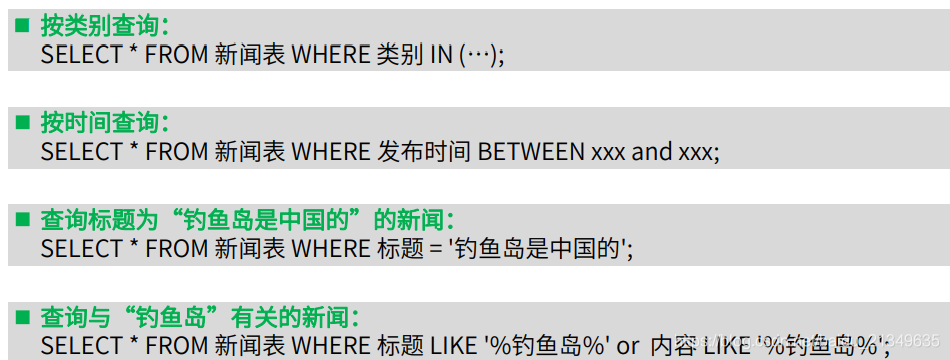 ■ 按类别查询：
SELECT * FROM 新闻表 WHERE 类别 IN (…);
■ 按时间查询：
SELECT * FROM 新闻表 WHERE 发布时间 BETWEEN xxx and xxx;
■ 查询标题为“钓鱼岛是中国的”的新闻：
SELECT * FROM 新闻表 WHERE 标题 = '钓鱼岛是中国的';
■ 查询与“钓鱼岛”有关的新闻：
SELECT * FROM 新闻表 WHERE 标题 LIKE '%钓鱼岛%' or 内容 LIKE '%钓鱼岛%';